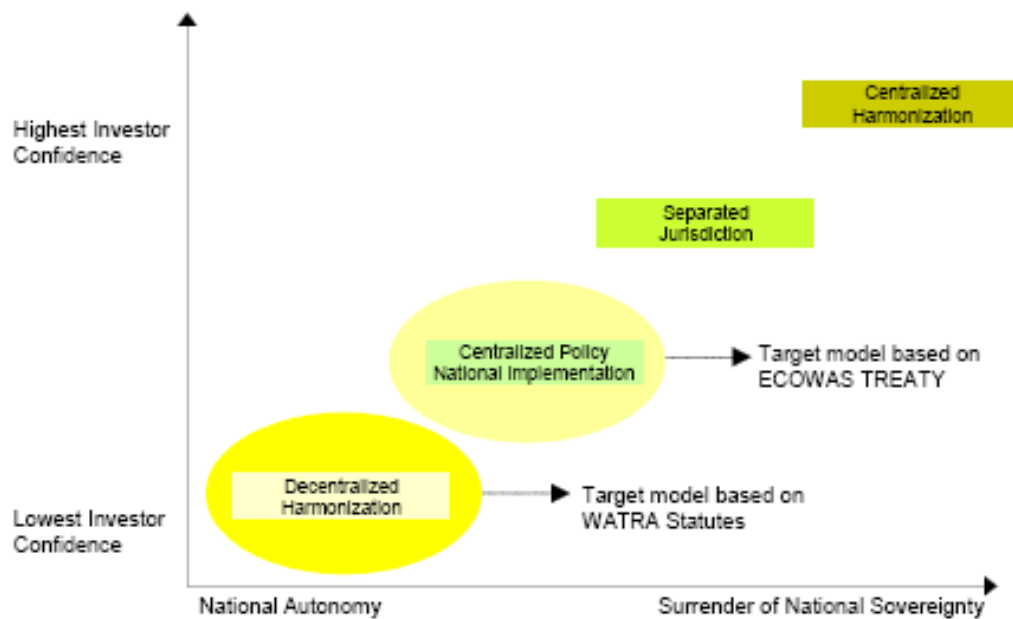 Centralized
Harmonization
Highest Investor
Confidence
Separated
Jurisdiction
Centralized Policy
National Implementation
Target model based on
ECOWAS TREATY
Decentralized
Harmonization
Target model based on
WATRA Statutes
Lowest Investor
Confidence
National Autonomy
Surrender of National Sovereignty